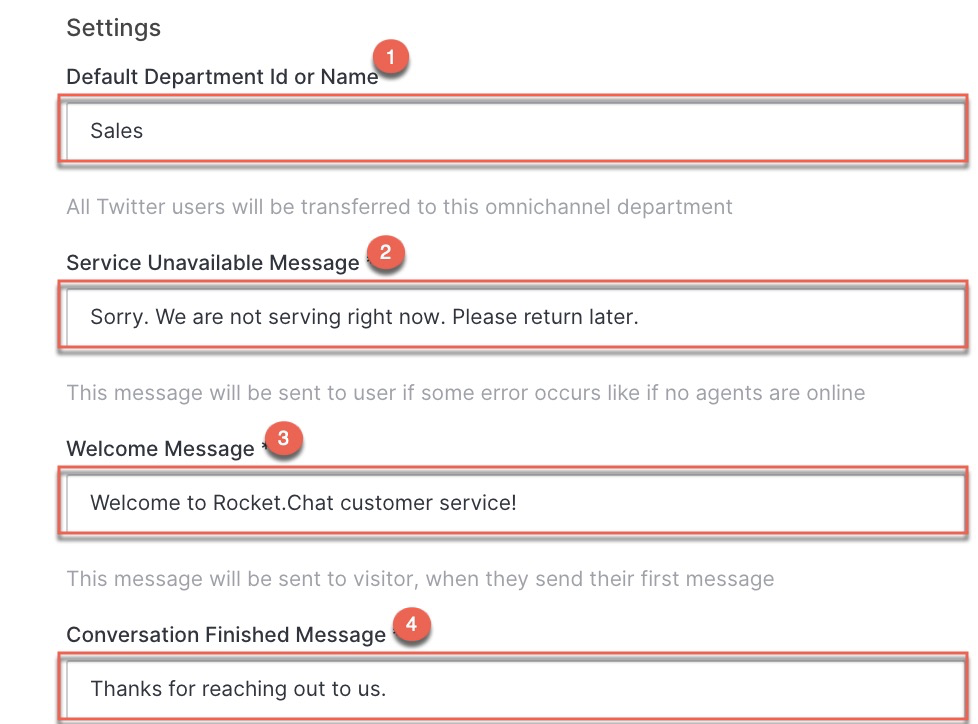 Settings
1
Default Department Id or Name
Sales
All Twitter users will be transferred to this omnichannel department
2
Service Unavailable Message *
Sorry. We are not serving right now. Please return later.
This message will be sent to user if some error occurs like if no agents are online
3
Welcome Message *
Welcome to Rocket.Chat customer service!
This message will be sent to visitor, when they send their first message
4
Conversation Finished Message *
Thanks for reaching out to us.